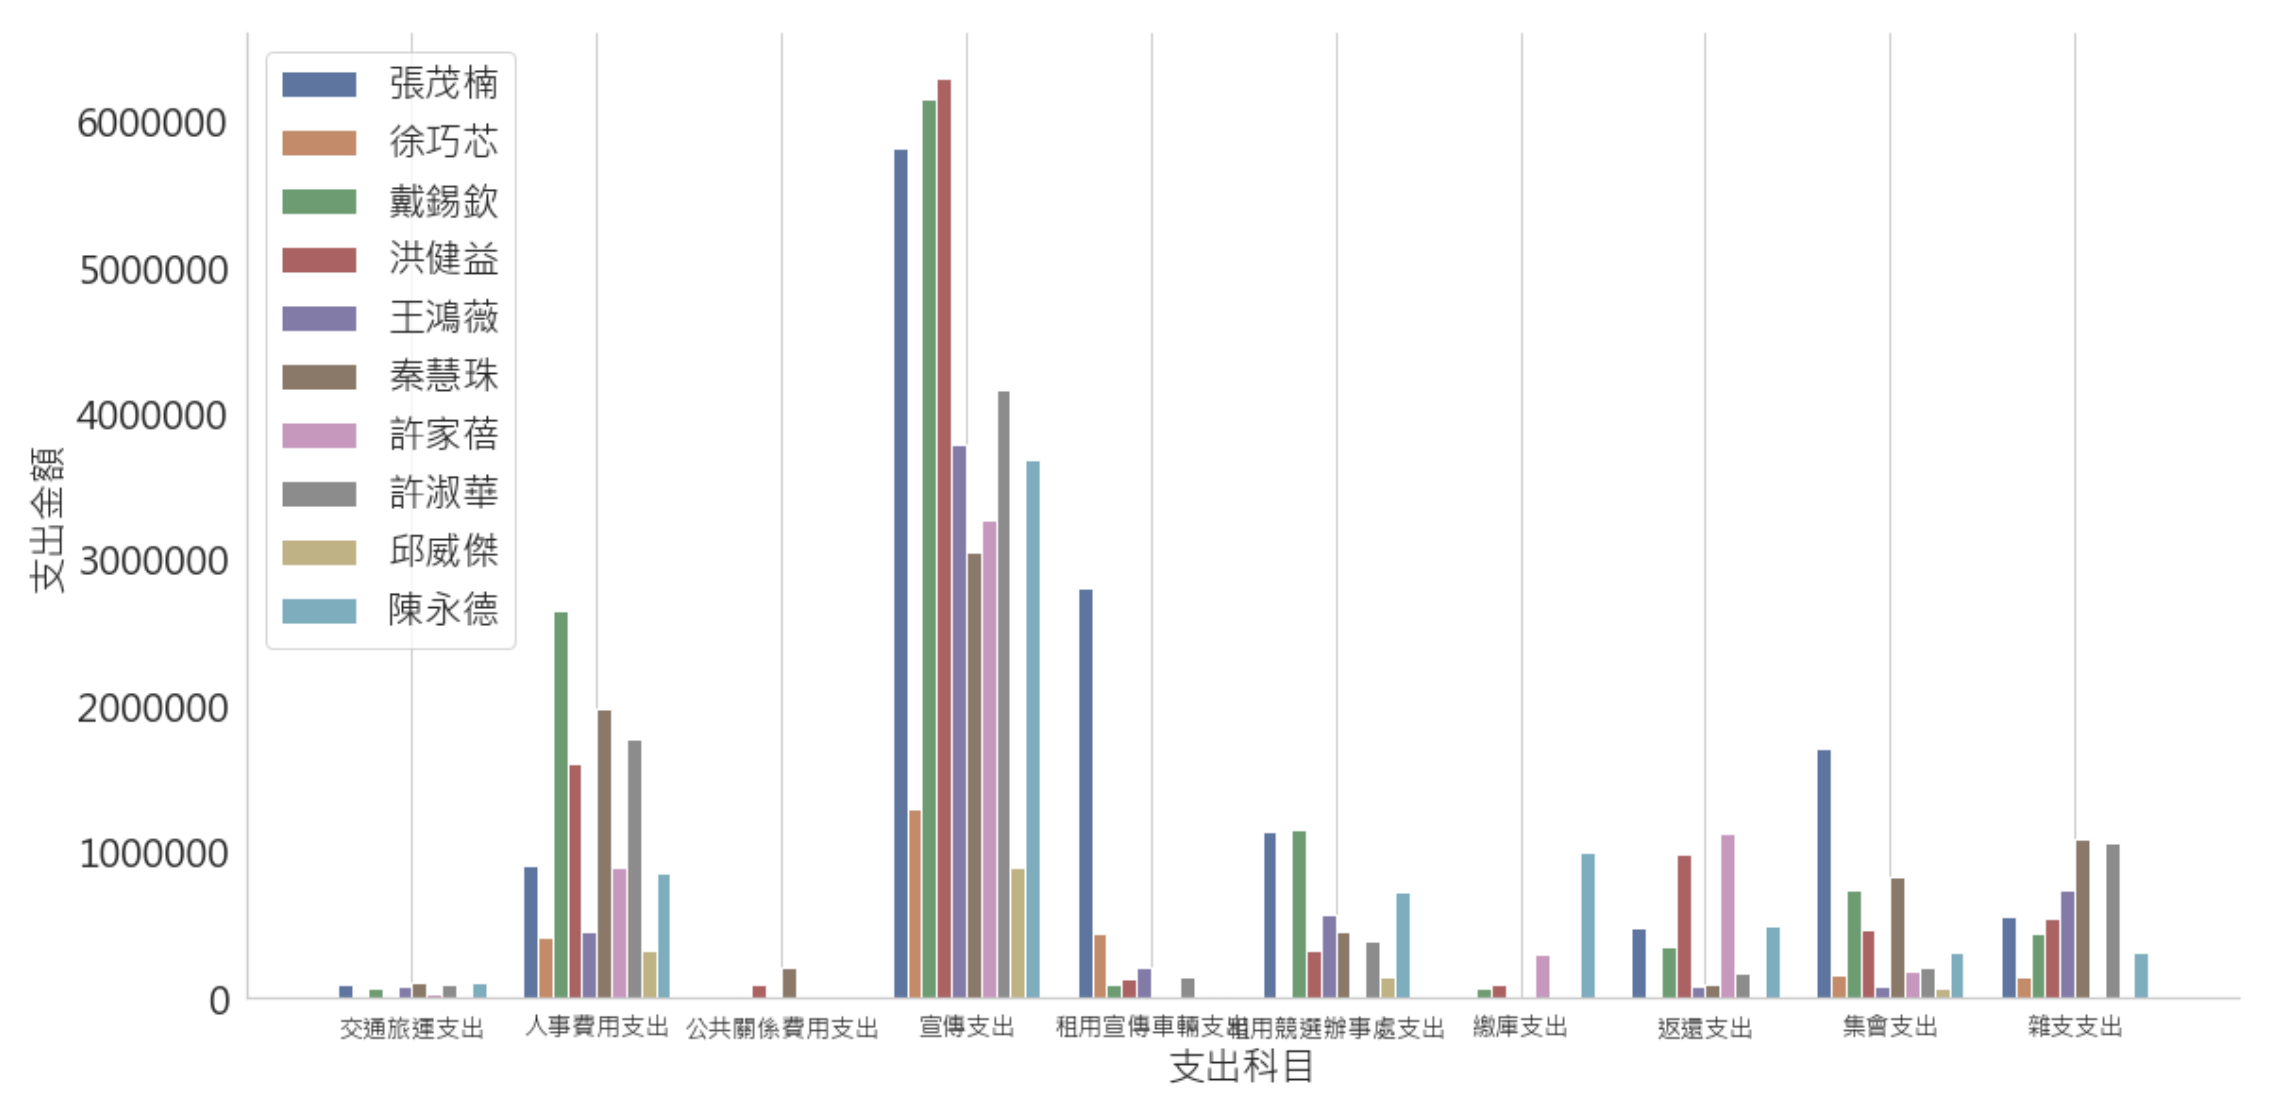 張茂楠
徐巧芯
戴錫欽
洪健益
王鴻薇
秦慧珠
許家蓓
許淑華
邱威傑
陳永德
6000000
5000000
4000000
3000000
2000000
1000000
0
支出金額
交通旅運支出
人事費用支出
公共關係費用支出
宣傳支出
租用宣傳車輛支出
租用競選辦事處支出
繳庫支出
返還支出
集會支出
雜支支出
支出科目